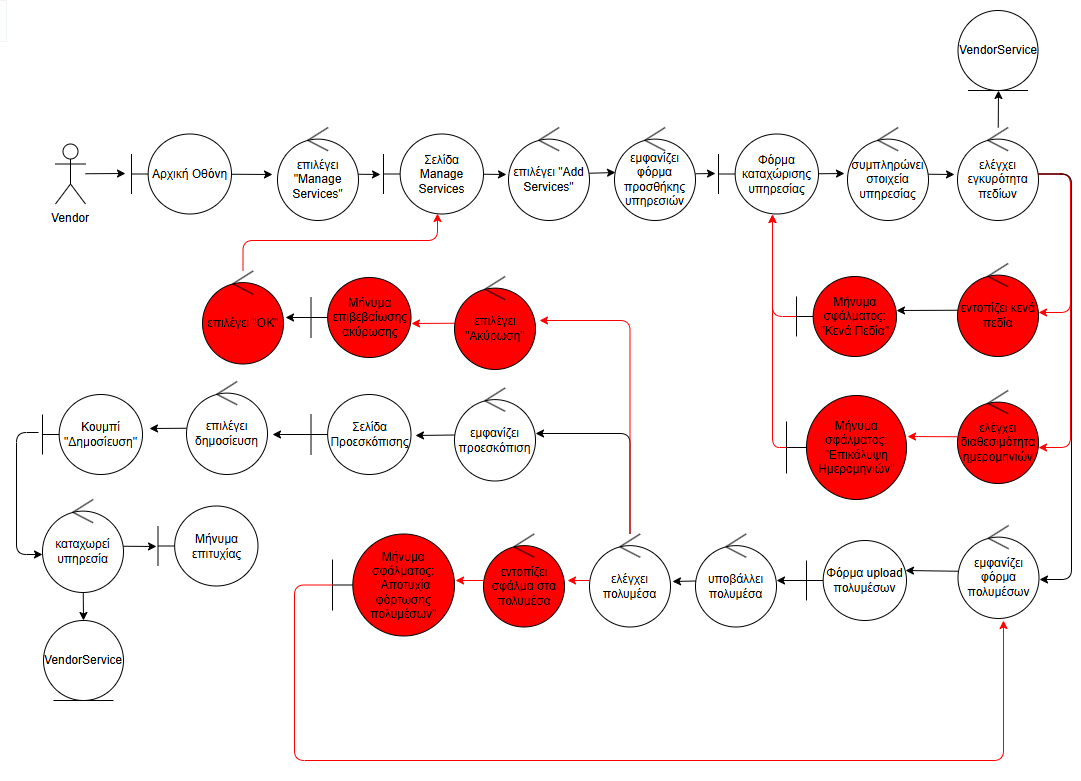 VendorService
Vendor
Αρχική Οθόνη
επιλέγει
"Manage
Services"
Σελίδα
Manage
Services
επιλέγει "Add
Services"
εμφανίζει
φόρμα
προσθήκης
υπηρεσιών
Φόρμα
καταχώρισης
υπηρεσίας
συμπληρώνει
στοιχεία
υπηρεσίας
ελέγχει
εγκυρότητα
πεδίων
επιλέγει "ΟΚ"
Μήνυμα
επιβεβαίωσης
ακύρωσης
επιλέγει
"Ακύρωση"
Μήνυμα
σφάλματος:
"Κενά Πεδία"
εντοπίζει κενά
πεδία
Κουμπί
"Δημοσίευση"
επιλέγει
δημοσίευση
Σελίδα
Προεσκόπισης
εμφανίζει
προεσκόπιση
Μήνυμα
σφάλματος:
"Επικάλυψη
Ημερομηνιών"
ελέγχει
διαθεσιμότητα
ημερομηνιών
καταχωρεί
υπηρεσία
Μήνυμα
επιτυχίας
Μήνυμα
σφάλματος:
"Αποτυχία
φόρτωσης
πολυμέσων"
εντοπίζει
σφάλμα στα
πολυμέσα
ελέγχει
πολυμέσα
υποβάλλει
πολυμέσα
Φόρμα upload
πολυμέσων
εμφανίζει
φόρμα
πολυμέσων
VendorService